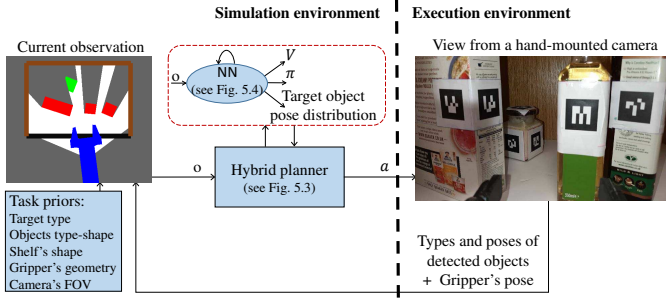 Simulation environment
Execution environment
Current observation
View from a hand-mounted camera
o
NN
(see Fig. 5.4)
V
π
Target object
pose distribution
o
Hybrid planner
(see Fig. 5.3)
a
Task priors:
Target type
Objects type-shape
Shelf's shape
Gripper's geometry
Camera's FOV
Types and poses of
detected objects
+ Gripper's pose